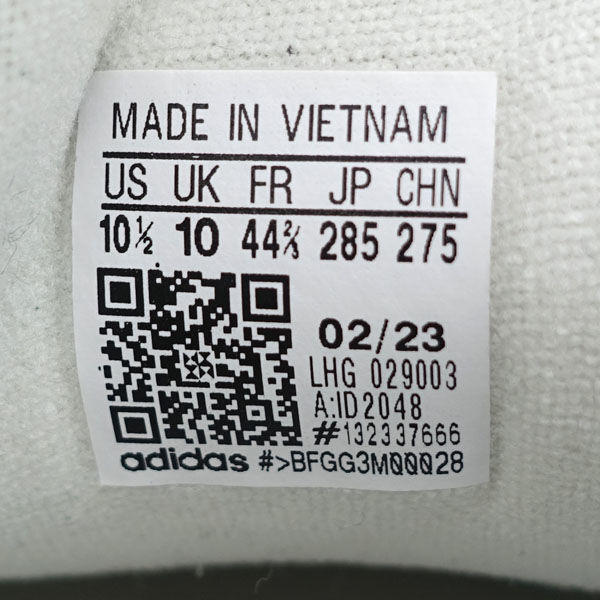 MADE IN VIETNAM
US UK FR JP CHN
10½ 10 44⅔ 285 275
02/23
LHG 029003
A:ID2048
#132337666
adidas #>BFGG3M00028